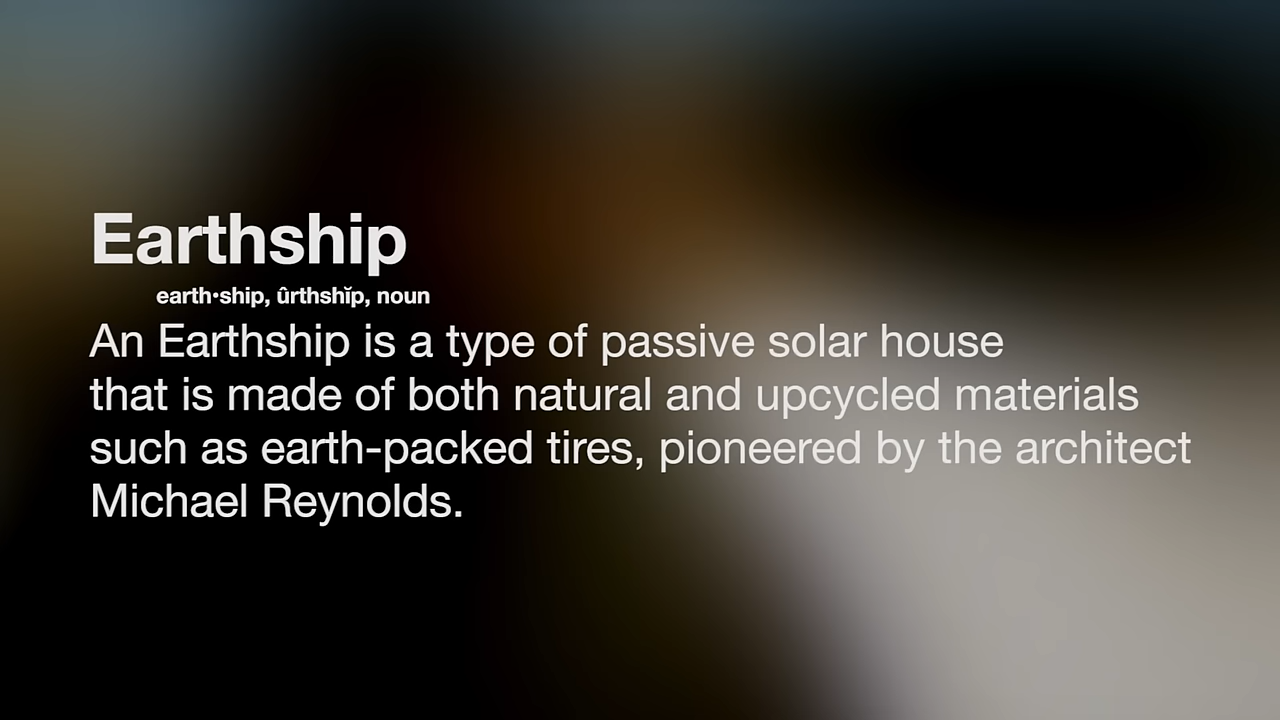 Earthship
earth•ship, ûrthshĭp, noun
An Earthship is a type of passive solar house
that is made of both natural and upcycled materials
such as earth-packed tires, pioneered by the architect
Michael Reynolds.